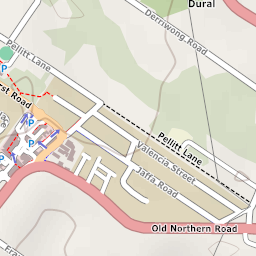 Dural
Derriwong Road
Pellitt Lane
P
rst Road
P
Pellitt Lane
Valencia Street
Jaffa Road
P
Old Northern Road